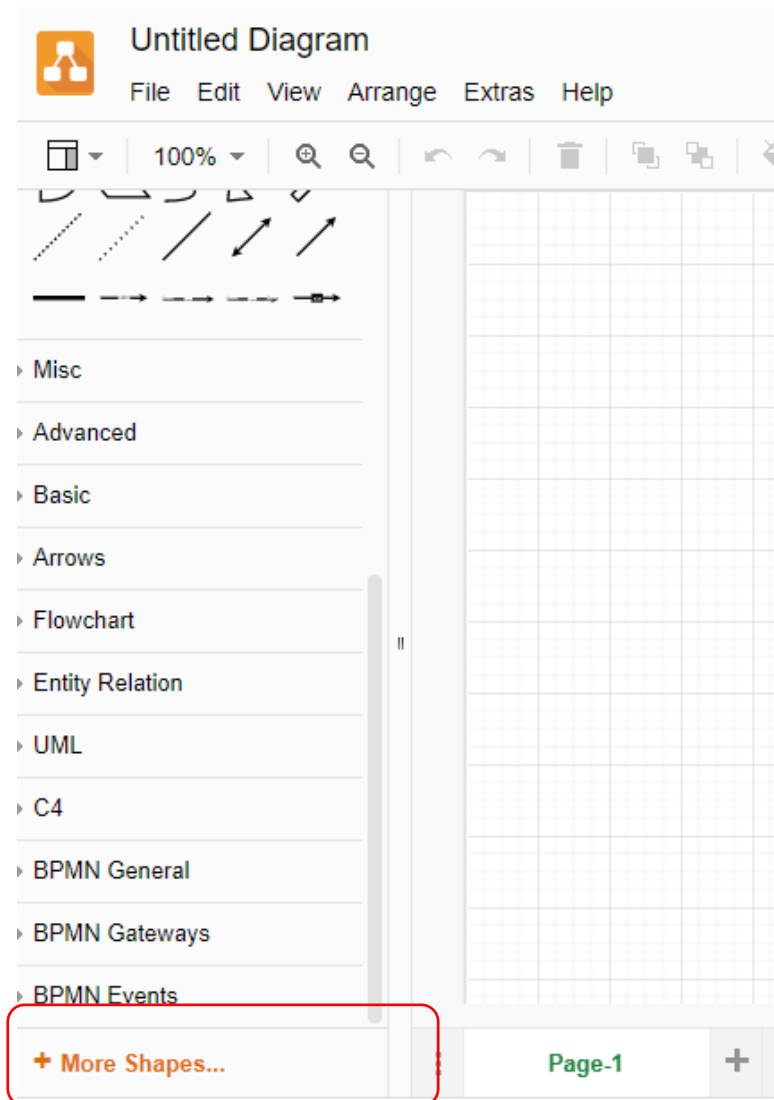 Untitled Diagram
File Edit View Arrange Extras Help
100%
Misc
Advanced
Basic
Arrows
Flowchart
Entity Relation
UML
C4
BPMN General
BPMN Gateways
BPMN Events
+ More Shapes...
Page-1 +